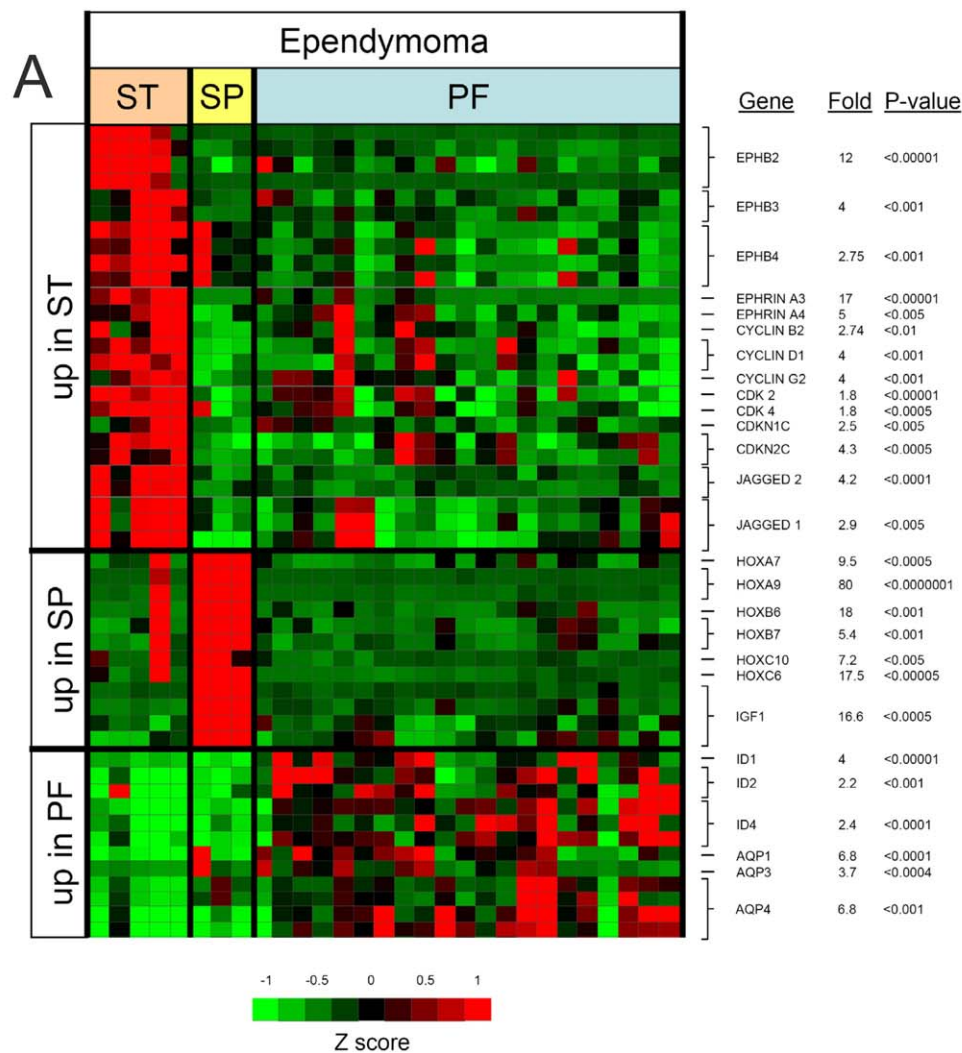 A
Ependymoma
ST SP PF
Gene Fold P-value
up in ST
EPHB2 12 <0.00001
EPHB3 4 <0.001
EPHB4 2.75 <0.001
EPHRIN A3 17 <0.00001
EPHRIN A4 5 <0.005
CYCLIN B2 2.74 <0.01
CYCLIN D1 4 <0.001
CYCLIN G2 4 <0.001
CDK 2 1.8 <0.00001
CDK 4 1.8 <0.0005
CDKN1C 2.5 <0.005
CDKN2C 4.3 <0.0005
JAGGED 2 4.2 <0.0001
JAGGED 1 2.9 <0.005
up in SP
HOXA7 9.5 <0.0005
HOXA9 80 <0.0000001
HOXB6 18 <0.001
HOXB7 5.4 <0.001
HOXC10 7.2 <0.005
HOXC6 17.5 <0.00005
IGF1 16.6 <0.0005
up in PF
ID1 4 <0.00001
ID2 2.2 <0.001
ID4 2.4 <0.0001
AQP1 6.8 <0.0001
AQP3 3.7 <0.0004
AQP4 6.8 <0.001
-1 -0.5 0 0.5 1
Z score